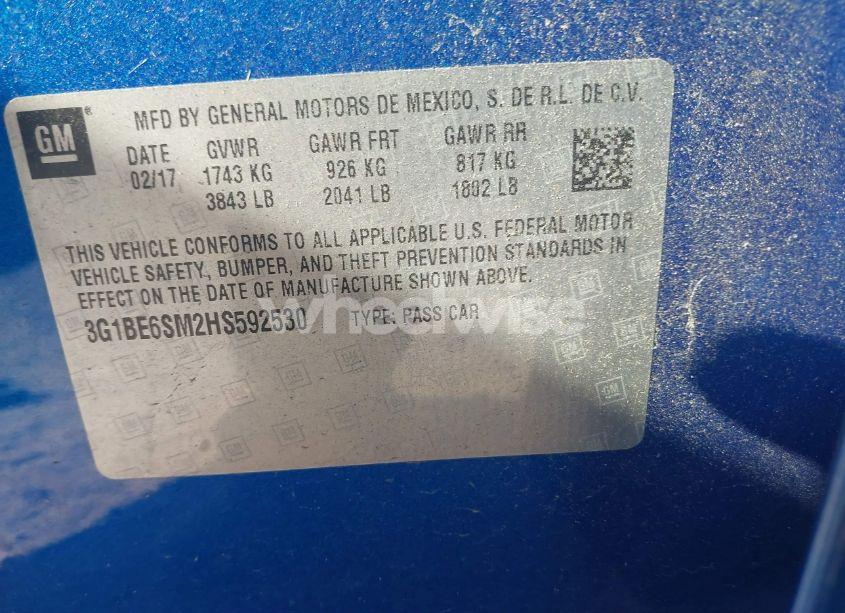 GM
MFD BY GENERAL MOTORS DE MEXICO, S. DE R.L. DE C.V.
DATE GVWR GAWR FRT GAWR RR
02/17 1743 KG 926 KG 817 KG
3843 LB 2041 LB 1802 LB
THIS VEHICLE CONFORMS TO ALL APPLICABLE U.S. FEDERAL MOTOR
VEHICLE SAFETY, BUMPER, AND THEFT PREVENTION STANDARDS IN
EFFECT ON THE DATE OF MANUFACTURE SHOWN ABOVE.
3G1BE6SM2HS592530 TYPE: PASS CAR
wheelwise